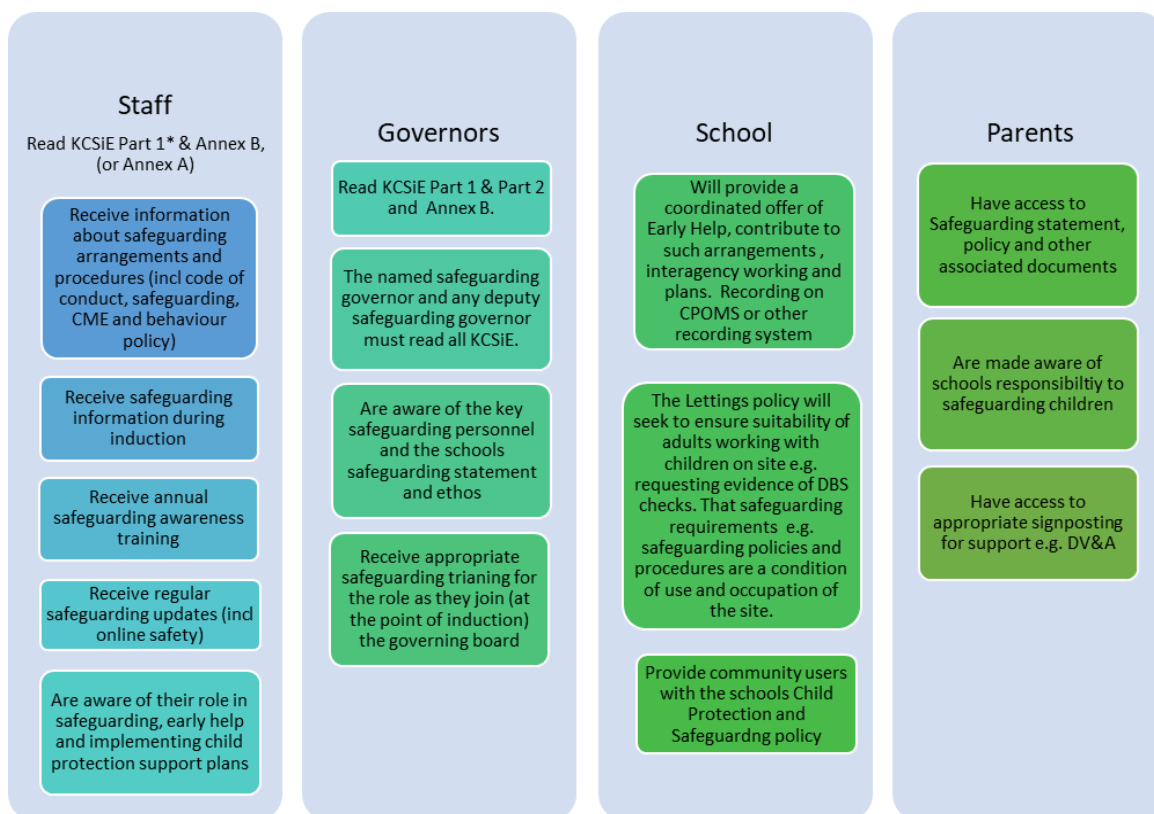 Staff
Read KCSiE Part 1* & Annex B,
(or Annex A)
Receive information
about safeguarding
arrangements and
procedures (incl code of
conduct, safeguarding,
CME and behaviour
policy)
Receive safeguarding
information during
induction
Receive annual
safeguarding awareness
training
Receive regular
safeguarding updates (incl
online safety)
Are aware of their role in
safeguarding, early help
and implementing child
protection support plans
Governors
Read KCSiE Part 1 & Part 2
and Annex B.
The named safeguarding
governor and any deputy
safeguarding governor
must read all KCSiE.
Are aware of the key
safeguarding personnel
and the schools
safeguarding statement
and ethos
Receive appropriate
safeguarding trianing for
the role as they join (at
the point of induction)
the governing board
School
Will provide a
coordinated offer of
Early Help, contribute to
such arrangements ,
interagency working and
plans. Recording on
CPOMS or other
recording system
The Lettings policy will
seek to ensure suitability of
adults working with
children on site e.g.
requesting evidence of DBS
checks. That safeguarding
requirements e.g.
safeguarding policies and
procedures are a condition
of use and occupation of
the site.
Provide community users
with the schools Child
Protection and
Safeguardng policy
Parents
Have access to
Safeguarding statement,
policy and other
associated documents
Are made aware of
schools responsibiltiy to
safeguarding children
Have access to
appropriate signposting
for support e.g. DV&A